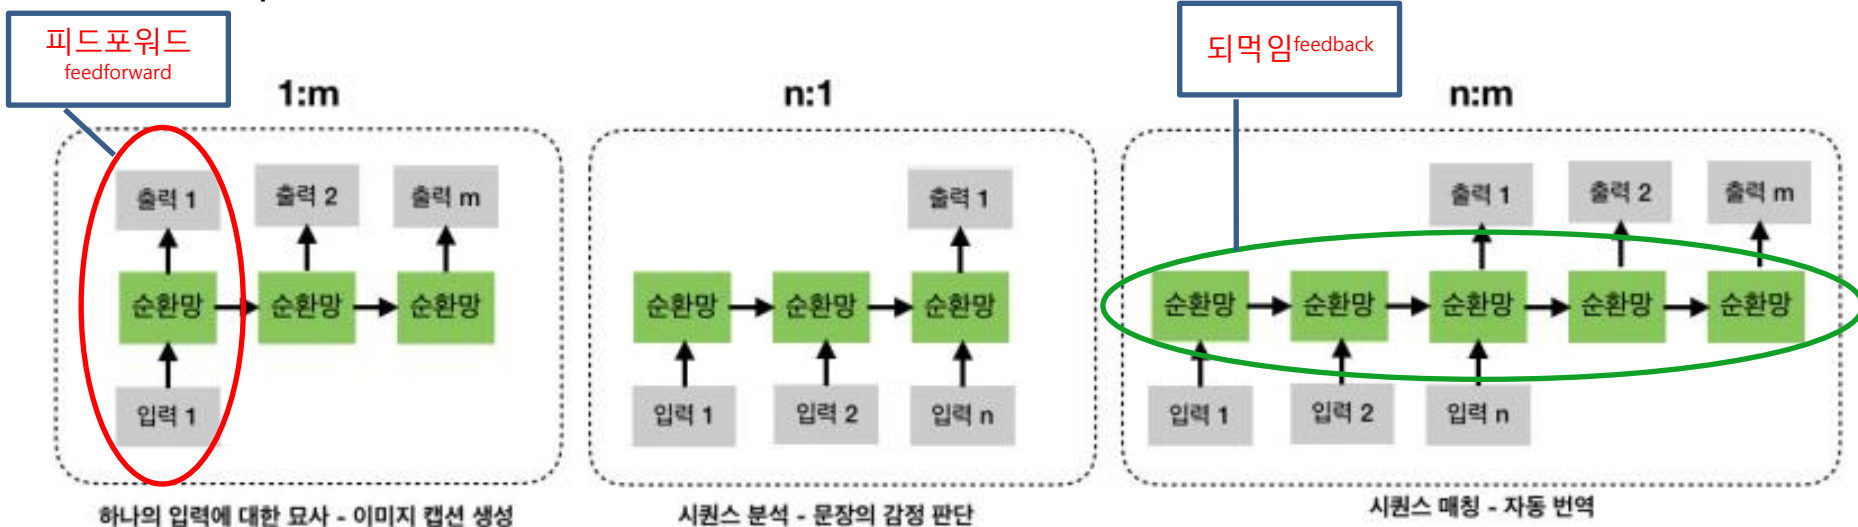 피드포워드
feedforward
되먹임feedback
1:m
n:1
n:m
출력 1
출력 2
출력 m
순환망
순환망
순환망
입력 1
하나의 입력에 대한 묘사 - 이미지 캡션 생성
출력 1
순환망
순환망
순환망
입력 1
입력 2
입력 n
시퀀스 분석 - 문장의 감정 판단
출력 1
출력 2
출력 m
순환망
순환망
순환망
순환망
순환망
입력 1
입력 2
입력 n
시퀀스 매칭 - 자동 번역